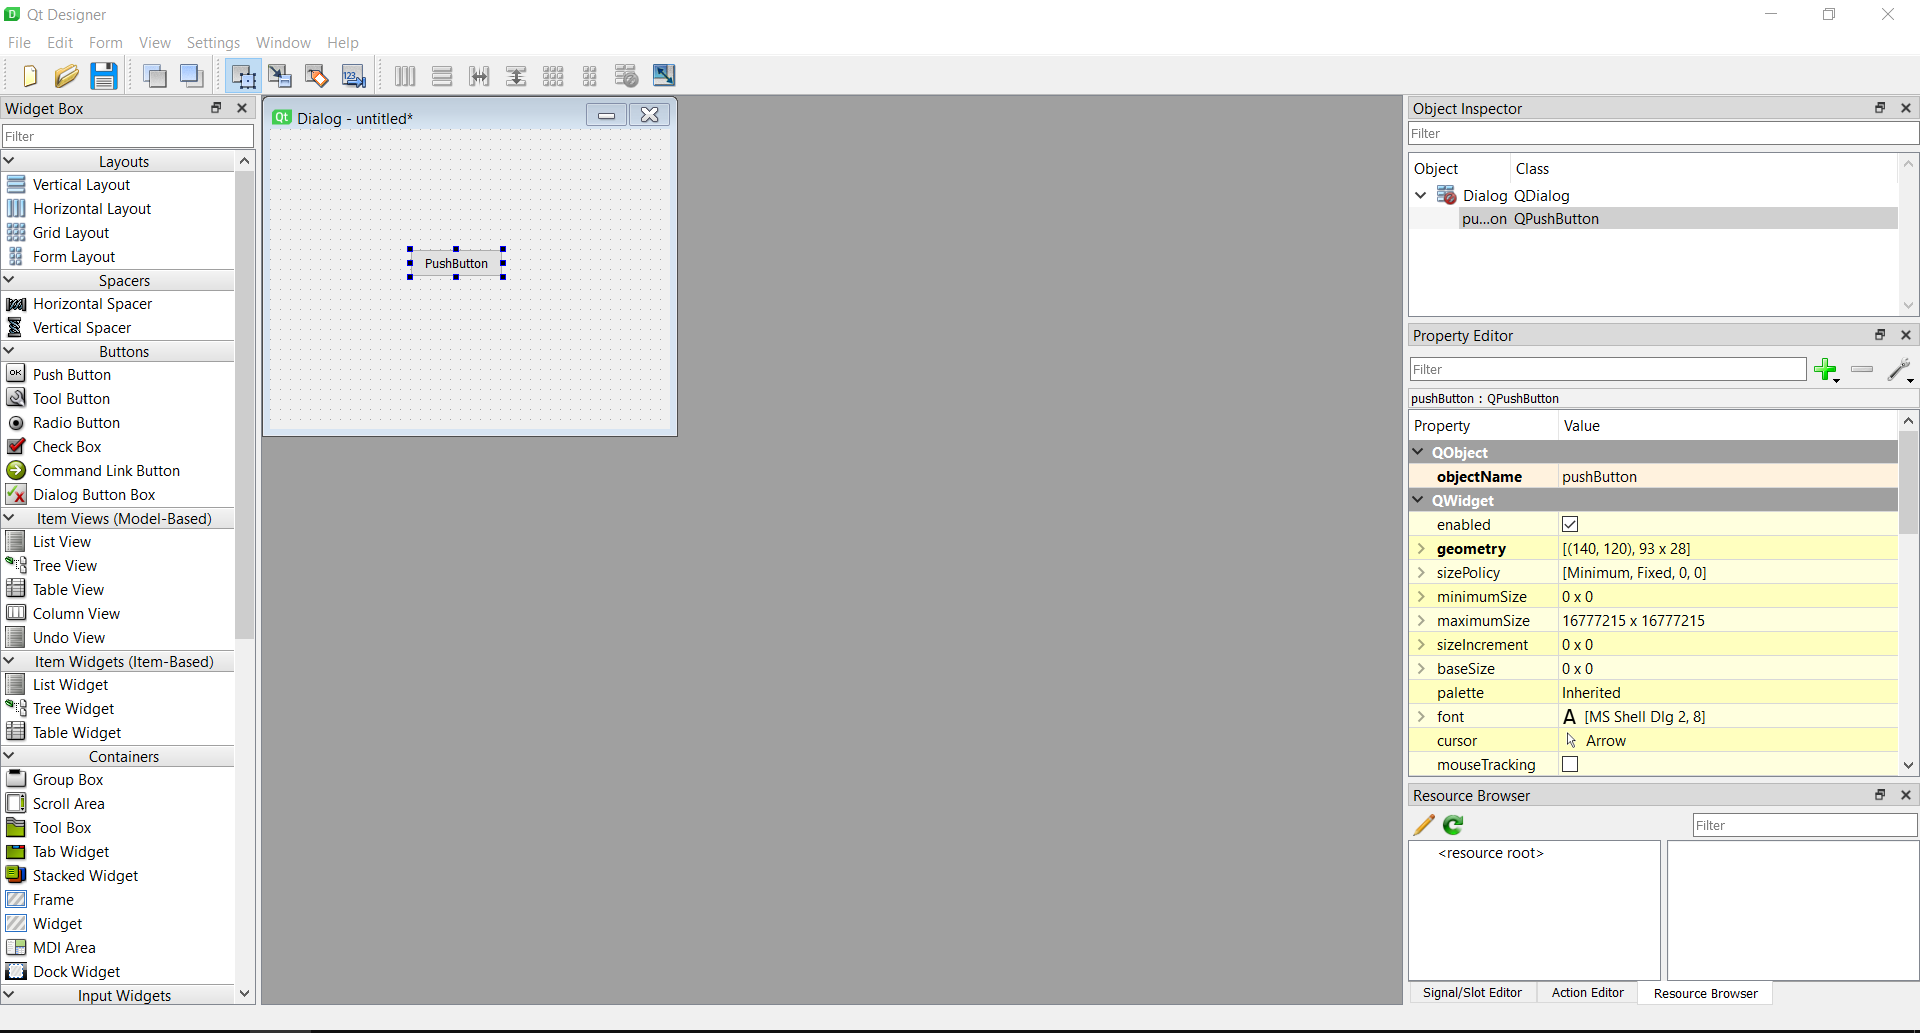 Qt Designer
File Edit Form View Settings Window Help
Widget Box
Filter
Layouts
Vertical Layout
Horizontal Layout
Grid Layout
Form Layout
Spacers
Horizontal Spacer
Vertical Spacer
Buttons
Push Button
Tool Button
Radio Button
Check Box
Command Link Button
Dialog Button Box
Item Views (Model-Based)
List View
Tree View
Table View
Column View
Undo View
Item Widgets (Item-Based)
List Widget
Tree Widget
Table Widget
Containers
Group Box
Scroll Area
Tool Box
Tab Widget
Stacked Widget
Frame
Widget
MDI Area
Dock Widget
Input Widgets
Qt Dialog - untitled*
PushButton
Object Inspector
Filter
Object Class
Dialog QDialog
pu...on QPushButton
Property Editor
Filter
pushButton : QPushButton
Property Value
QObject
objectName pushButton
QWidget
enabled
geometry [(140, 120), 93 x 28]
sizePolicy [Minimum, Fixed, 0, 0]
minimumSize 0 x 0
maximumSize 16777215 x 16777215
sizeIncrement 0 x 0
baseSize 0 x 0
palette Inherited
font A [MS Shell Dlg 2, 8]
cursor Arrow
mouseTracking
Resource Browser
Filter
<resource root>
Signal/Slot Editor Action Editor Resource Browser